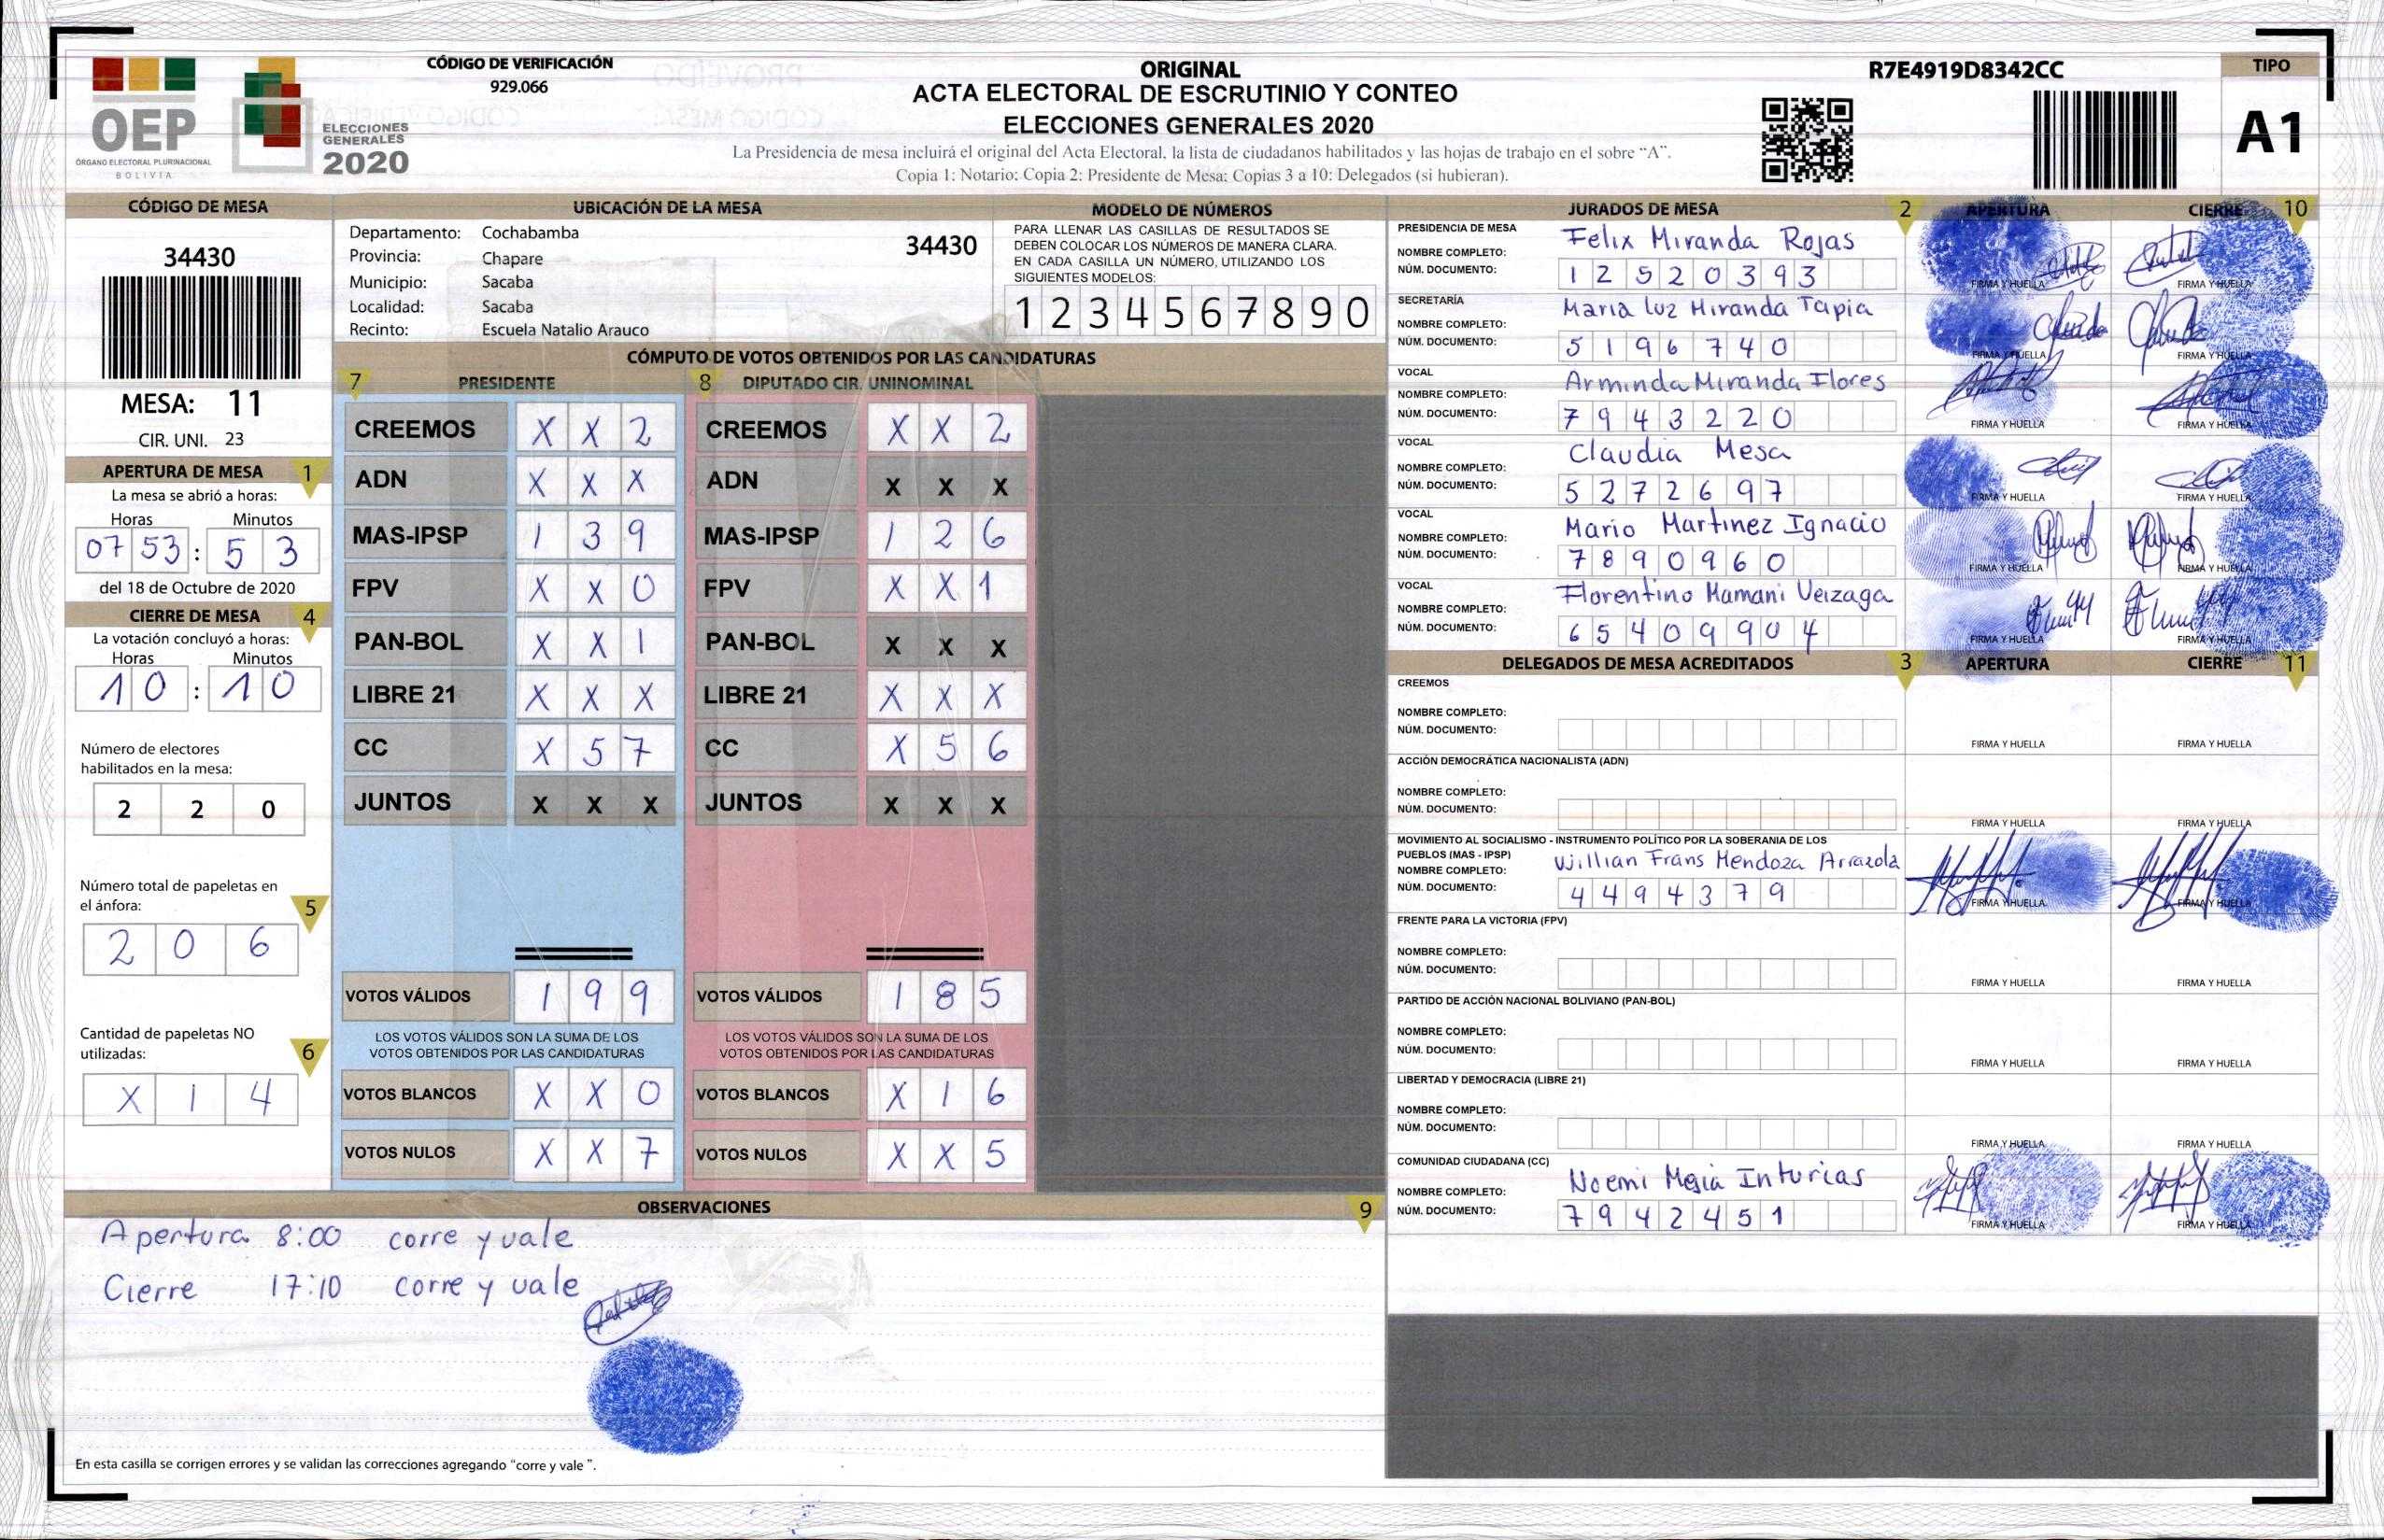 OEP
ÓRGANO ELECTORAL PLURINACIONAL
BOLIVIA
ELECCIONES
GENERALES
2020
CÓDIGO DE VERIFICACIÓN
929.066
ORIGINAL
ACTA ELECTORAL DE ESCRUTINIO Y CONTEO
ELECCIONES GENERALES 2020
La Presidencia de mesa incluirá el original del Acta Electoral, la lista de ciudadanos habilitados y las hojas de trabajo en el sobre “A”.
Copia 1: Notario; Copia 2: Presidente de Mesa; Copias 3 a 10: Delegados (si hubieran).
R7E4919D8342CC
TIPO
A1
CÓDIGO DE MESA
34430
MESA: 11
CIR. UNI. 23
APERTURA DE MESA 1
La mesa se abrió a horas:
Horas Minutos
07 53 : 5 3
del 18 de Octubre de 2020
CIERRE DE MESA 4
La votación concluyó a horas:
Horas Minutos
1 0 : 1 0
Número de electores
habilitados en la mesa:
2 2 0
Número total de papeletas en
el ánfora: 5
2 0 6
Cantidad de papeletas NO
utilizadas: 6
X 1 4
UBICACIÓN DE LA MESA
Departamento: Cochabamba
34430
Provincia: Chapare
Municipio: Sacaba
Localidad: Sacaba
Recinto: Escuela Natalio Arauco
MODELO DE NÚMEROS
PARA LLENAR LAS CASILLAS DE RESULTADOS SE
DEBEN COLOCAR LOS NÚMEROS DE MANERA CLARA.
EN CADA CASILLA UN NÚMERO, UTILIZANDO LOS
SIGUIENTES MODELOS:
1 2 3 4 5 6 7 8 9 0
CÓMPUTO DE VOTOS OBTENIDOS POR LAS CANDIDATURAS
7 PRESIDENTE 8 DIPUTADO CIR. UNINOMINAL
CREEMOS X X 2 CREEMOS X X 2
ADN X X X ADN X X X
MAS-IPSP 1 3 9 MAS-IPSP 1 2 6
FPV X X 0 FPV X X 1
PAN-BOL X X 1 PAN-BOL X X X
LIBRE 21 X X X LIBRE 21 X X X
CC X 5 7 CC X 5 6
JUNTOS X X X JUNTOS X X X
VOTOS VÁLIDOS 1 9 9 VOTOS VÁLIDOS 1 8 5
LOS VOTOS VÁLIDOS SON LA SUMA DE LOS LOS VOTOS VÁLIDOS SON LA SUMA DE LOS
VOTOS OBTENIDOS POR LAS CANDIDATURAS VOTOS OBTENIDOS POR LAS CANDIDATURAS
VOTOS BLANCOS X X 0 VOTOS BLANCOS X 1 6
VOTOS NULOS X X 7 VOTOS NULOS X X 5
OBSERVACIONES 9
Apertura 8:00 corre y vale
Cierre 17:10 corre y vale
En esta casilla se corrigen errores y se validan las correcciones agregando “corre y vale ”.
JURADOS DE MESA 2 APERTURA CIERRE 10
PRESIDENCIA DE MESA
NOMBRE COMPLETO: Felix Miranda Rojas
NÚM. DOCUMENTO: 1 2 5 2 0 3 9 3
FIRMA Y HUELLA FIRMA Y HUELLA
SECRETARÍA
NOMBRE COMPLETO: Maria Luz Miranda Tapia
NÚM. DOCUMENTO: 5 1 9 6 7 4 0
FIRMA Y HUELLA FIRMA Y HUELLA
VOCAL
NOMBRE COMPLETO: Arminda Miranda Flores
NÚM. DOCUMENTO: 7 9 4 3 2 2 0
FIRMA Y HUELLA FIRMA Y HUELLA
VOCAL
NOMBRE COMPLETO: Claudia Mesa
NÚM. DOCUMENTO: 5 2 7 2 6 9 7
FIRMA Y HUELLA FIRMA Y HUELLA
VOCAL
NOMBRE COMPLETO: Mario Martinez Ignacio
NÚM. DOCUMENTO: 7 8 9 0 9 6 0
FIRMA Y HUELLA FIRMA Y HUELLA
VOCAL
NOMBRE COMPLETO: Florentino Mamani Veizaga
NÚM. DOCUMENTO: 6 5 4 0 9 9 0 4
FIRMA Y HUELLA FIRMA Y HUELLA
DELEGADOS DE MESA ACREDITADOS 3 APERTURA CIERRE 11
CREEMOS
NOMBRE COMPLETO:
NÚM. DOCUMENTO:
FIRMA Y HUELLA FIRMA Y HUELLA
ACCIÓN DEMOCRÁTICA NACIONALISTA (ADN)
NOMBRE COMPLETO:
NÚM. DOCUMENTO:
FIRMA Y HUELLA FIRMA Y HUELLA
MOVIMIENTO AL SOCIALISMO - INSTRUMENTO POLÍTICO POR LA SOBERANIA DE LOS
PUEBLOS (MAS - IPSP)
NOMBRE COMPLETO: Willian Frans Mendoza Arrazola
NÚM. DOCUMENTO: 4 4 9 4 3 7 9
FIRMA Y HUELLA FIRMA Y HUELLA
FRENTE PARA LA VICTORIA (FPV)
NOMBRE COMPLETO:
NÚM. DOCUMENTO:
FIRMA Y HUELLA FIRMA Y HUELLA
PARTIDO DE ACCIÓN NACIONAL BOLIVIANO (PAN-BOL)
NOMBRE COMPLETO:
NÚM. DOCUMENTO:
FIRMA Y HUELLA FIRMA Y HUELLA
LIBERTAD Y DEMOCRACIA (LIBRE 21)
NOMBRE COMPLETO:
NÚM. DOCUMENTO:
FIRMA Y HUELLA FIRMA Y HUELLA
COMUNIDAD CIUDADANA (CC)
NOMBRE COMPLETO: Noemi Mejia Inturias
NÚM. DOCUMENTO: 7 9 4 2 4 5 1
FIRMA Y HUELLA FIRMA Y HUELLA